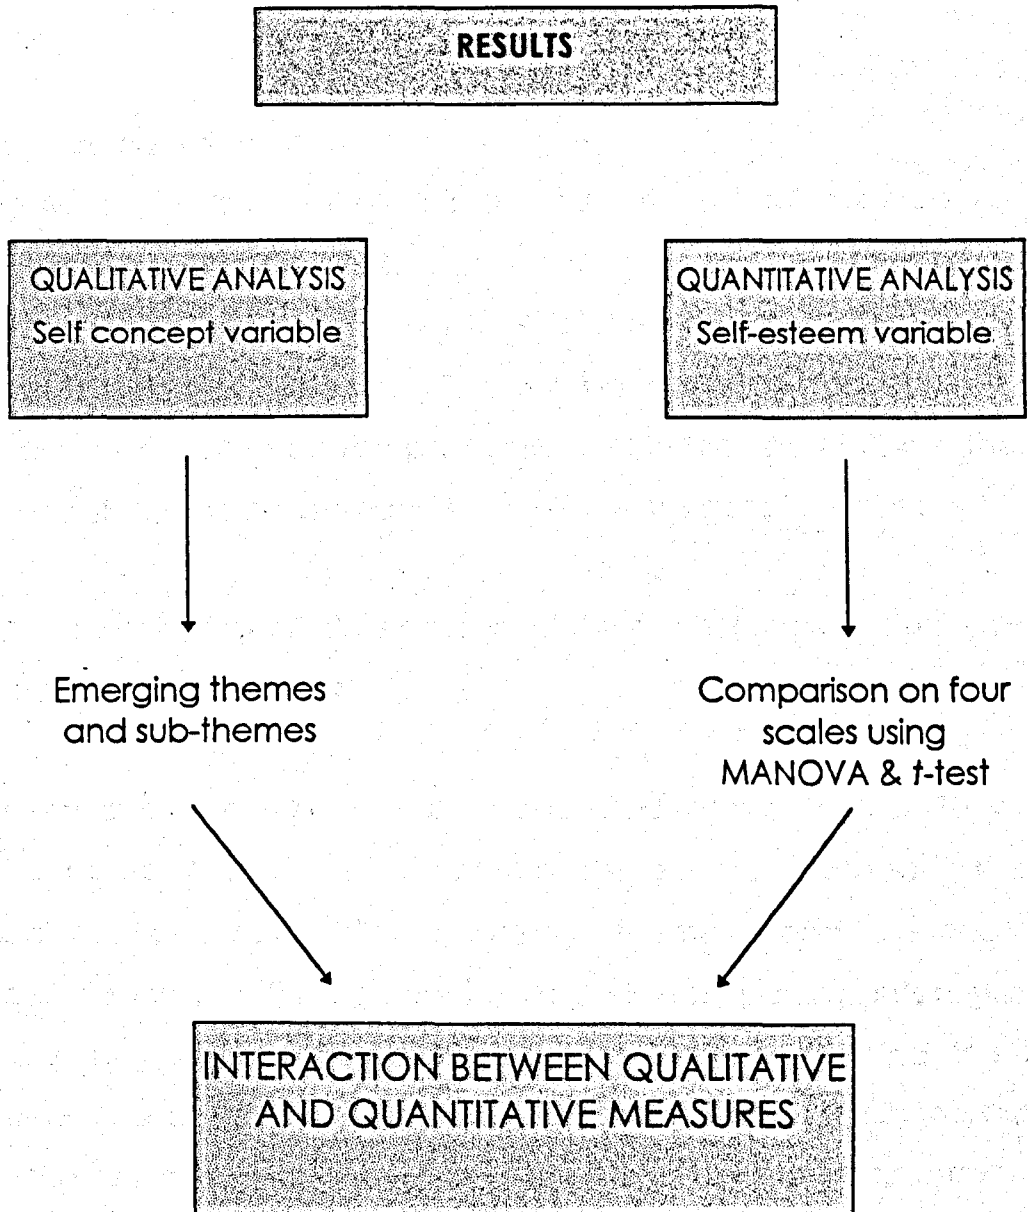 RESULTS
QUALITATIVE ANALYSIS
Self concept variable
QUANTITATIVE ANALYSIS
Self-esteem variable
Emerging themes
and sub-themes
Comparison on four
scales using
MANOVA & t-test
INTERACTION BETWEEN QUALITATIVE
AND QUANTITATIVE MEASURES